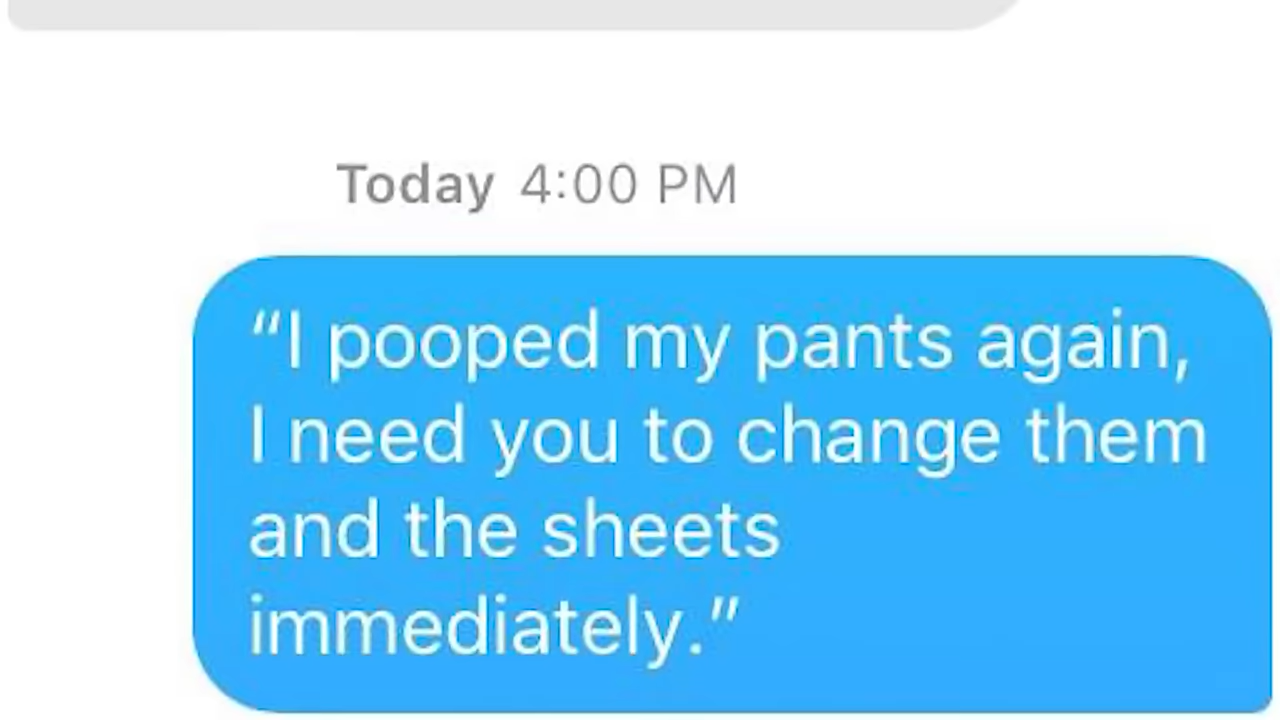 Today 4:00 PM
“I pooped my pants again,
I need you to change them
and the sheets
immediately.”